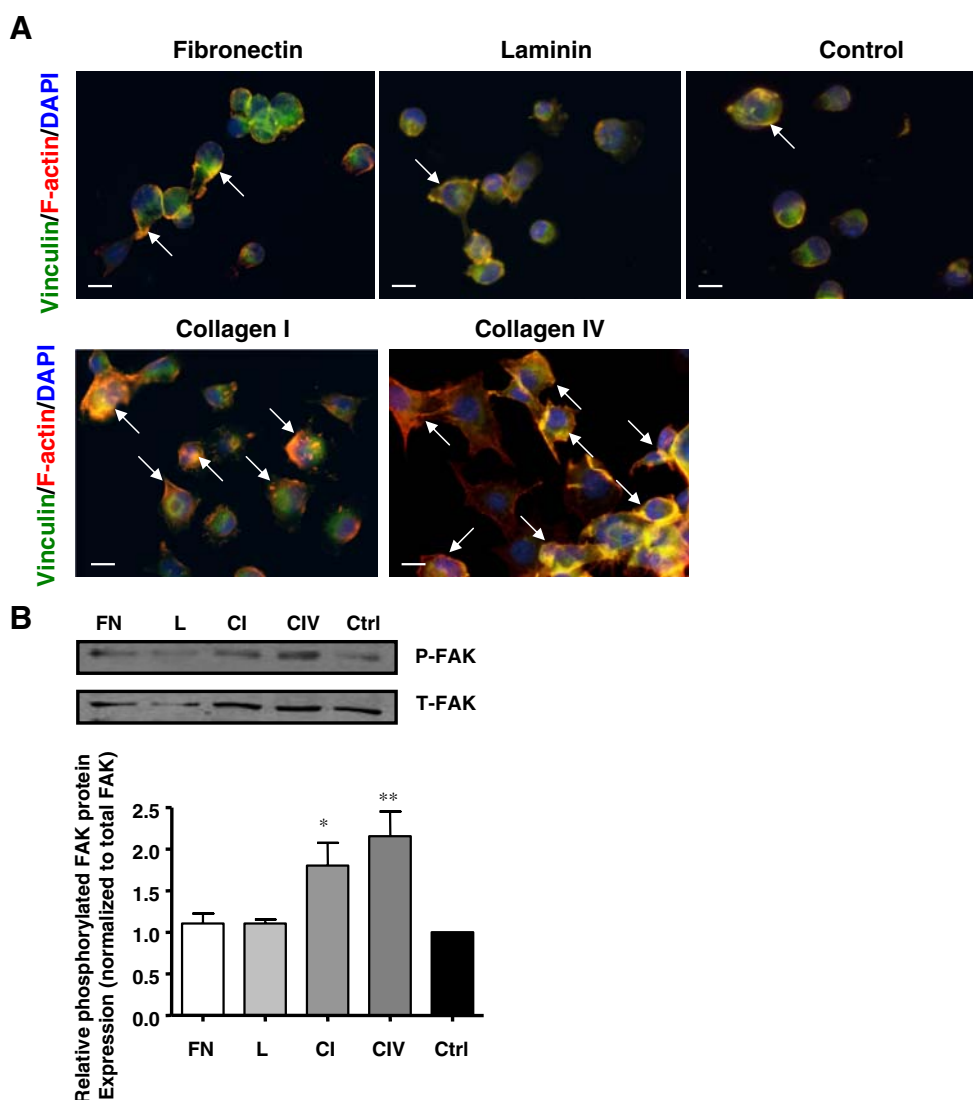 A
Fibronectin
Laminin
Control
Vinculin/F-actin/DAPI
Collagen I
Collagen IV
Vinculin/F-actin/DAPI
B
FN L CI CIV Ctrl
P-FAK
T-FAK
Relative phosphorylated FAK protein
Expression (normalized to total FAK)
2.5
2.0
1.5
1.0
0.5
0.0
*
**
FN L CI CIV Ctrl